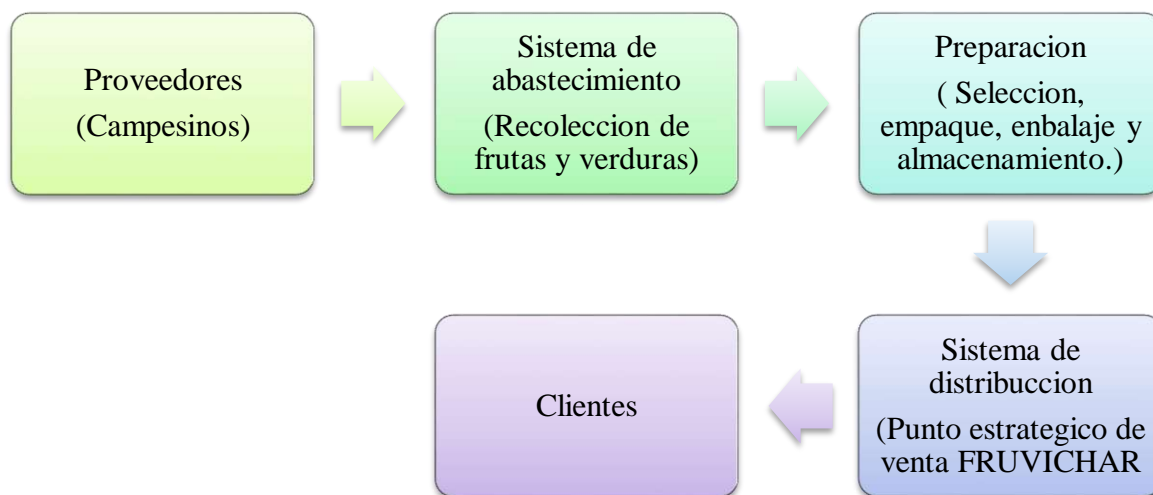 Proveedores
(Campesinos)
Sistema de
abastecimiento
(Recoleccion de
frutas y verduras)
Preparacion
( Seleccion,
empaque, enbalaje y
almacenamiento.)
Sistema de
distribuccion
(Punto estrategico de
venta FRUVICHAR
Clientes